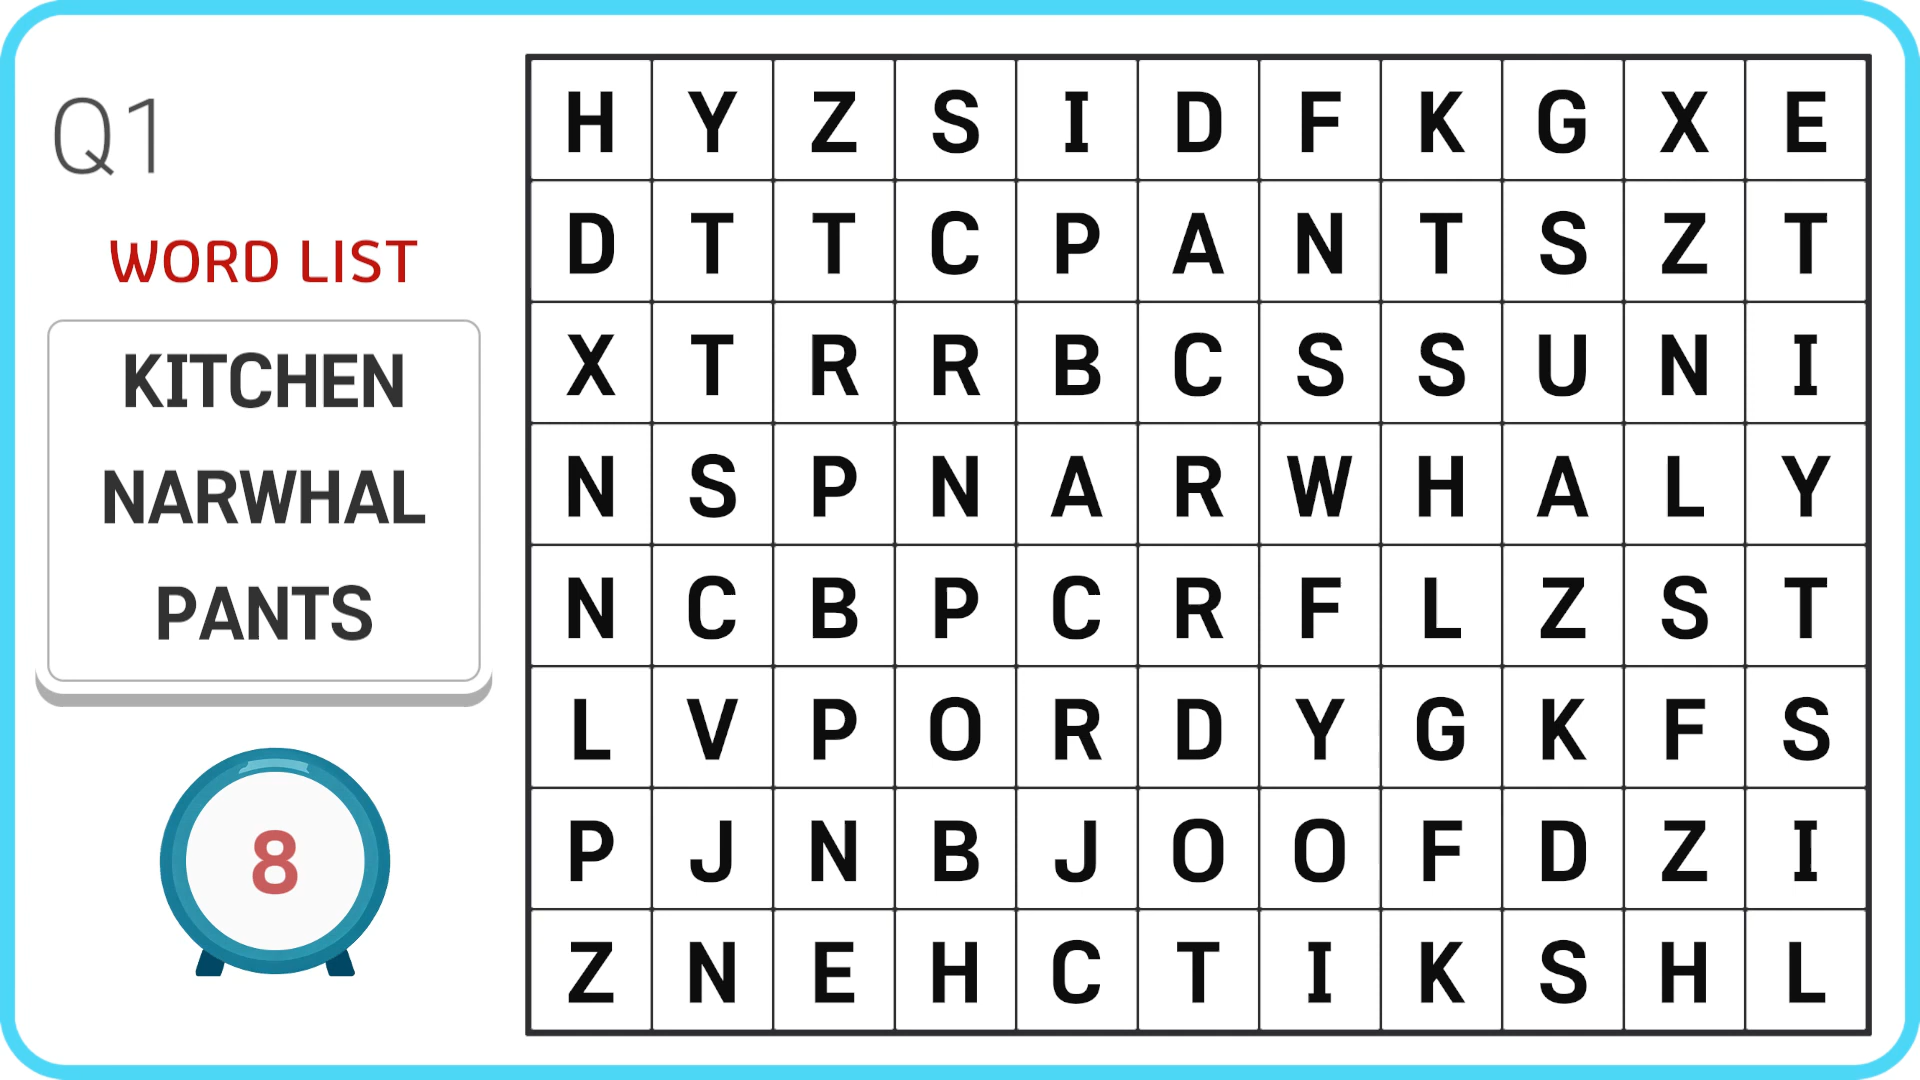 Q1
WORD LIST
KITCHEN
NARWHAL
PANTS
8
H Y Z S I D F K G X E
D T T C P A N T S Z T
X T R R B C S S U N I
N S P N A R W H A L Y
N C B P C R F L Z S T
L V P O R D Y G K F S
P J N B J O O F D Z I
Z N E H C T I K S H L